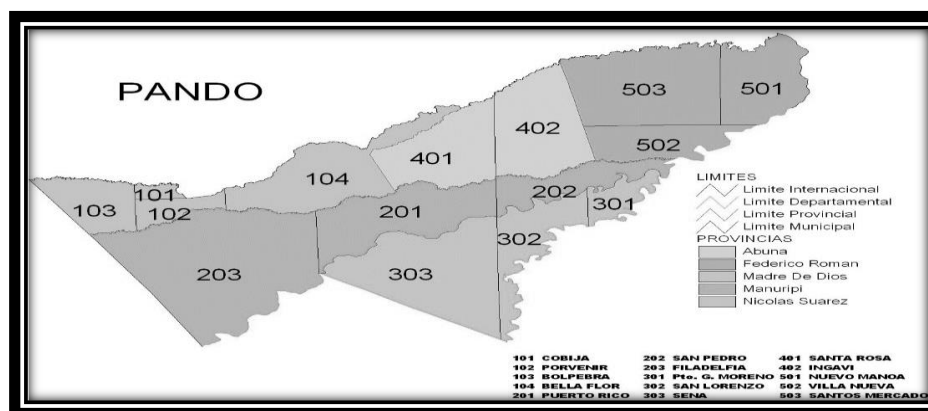 PANDO
503
501
402
401
502
104
101
103
102
202
201
301
302
203
303
LIMITES
Limite Internacional
Limite Departamental
Limite Provincial
Limite Municipal
PROVINCIAS
Abuna
Federico Roman
Madre De Dios
Manuripi
Nicolas Suarez
101 COBIJA 202 SAN PEDRO 401 SANTA ROSA
102 PORVENIR 203 FILADELFIA 402 INGAVI
103 BOLPEBRA 301 Pto. G. MORENO 501 NUEVO MANOA
104 BELLA FLOR 302 SAN LORENZO 502 VILLA NUEVA
201 PUERTO RICO 303 SENA 503 SANTOS MERCADO